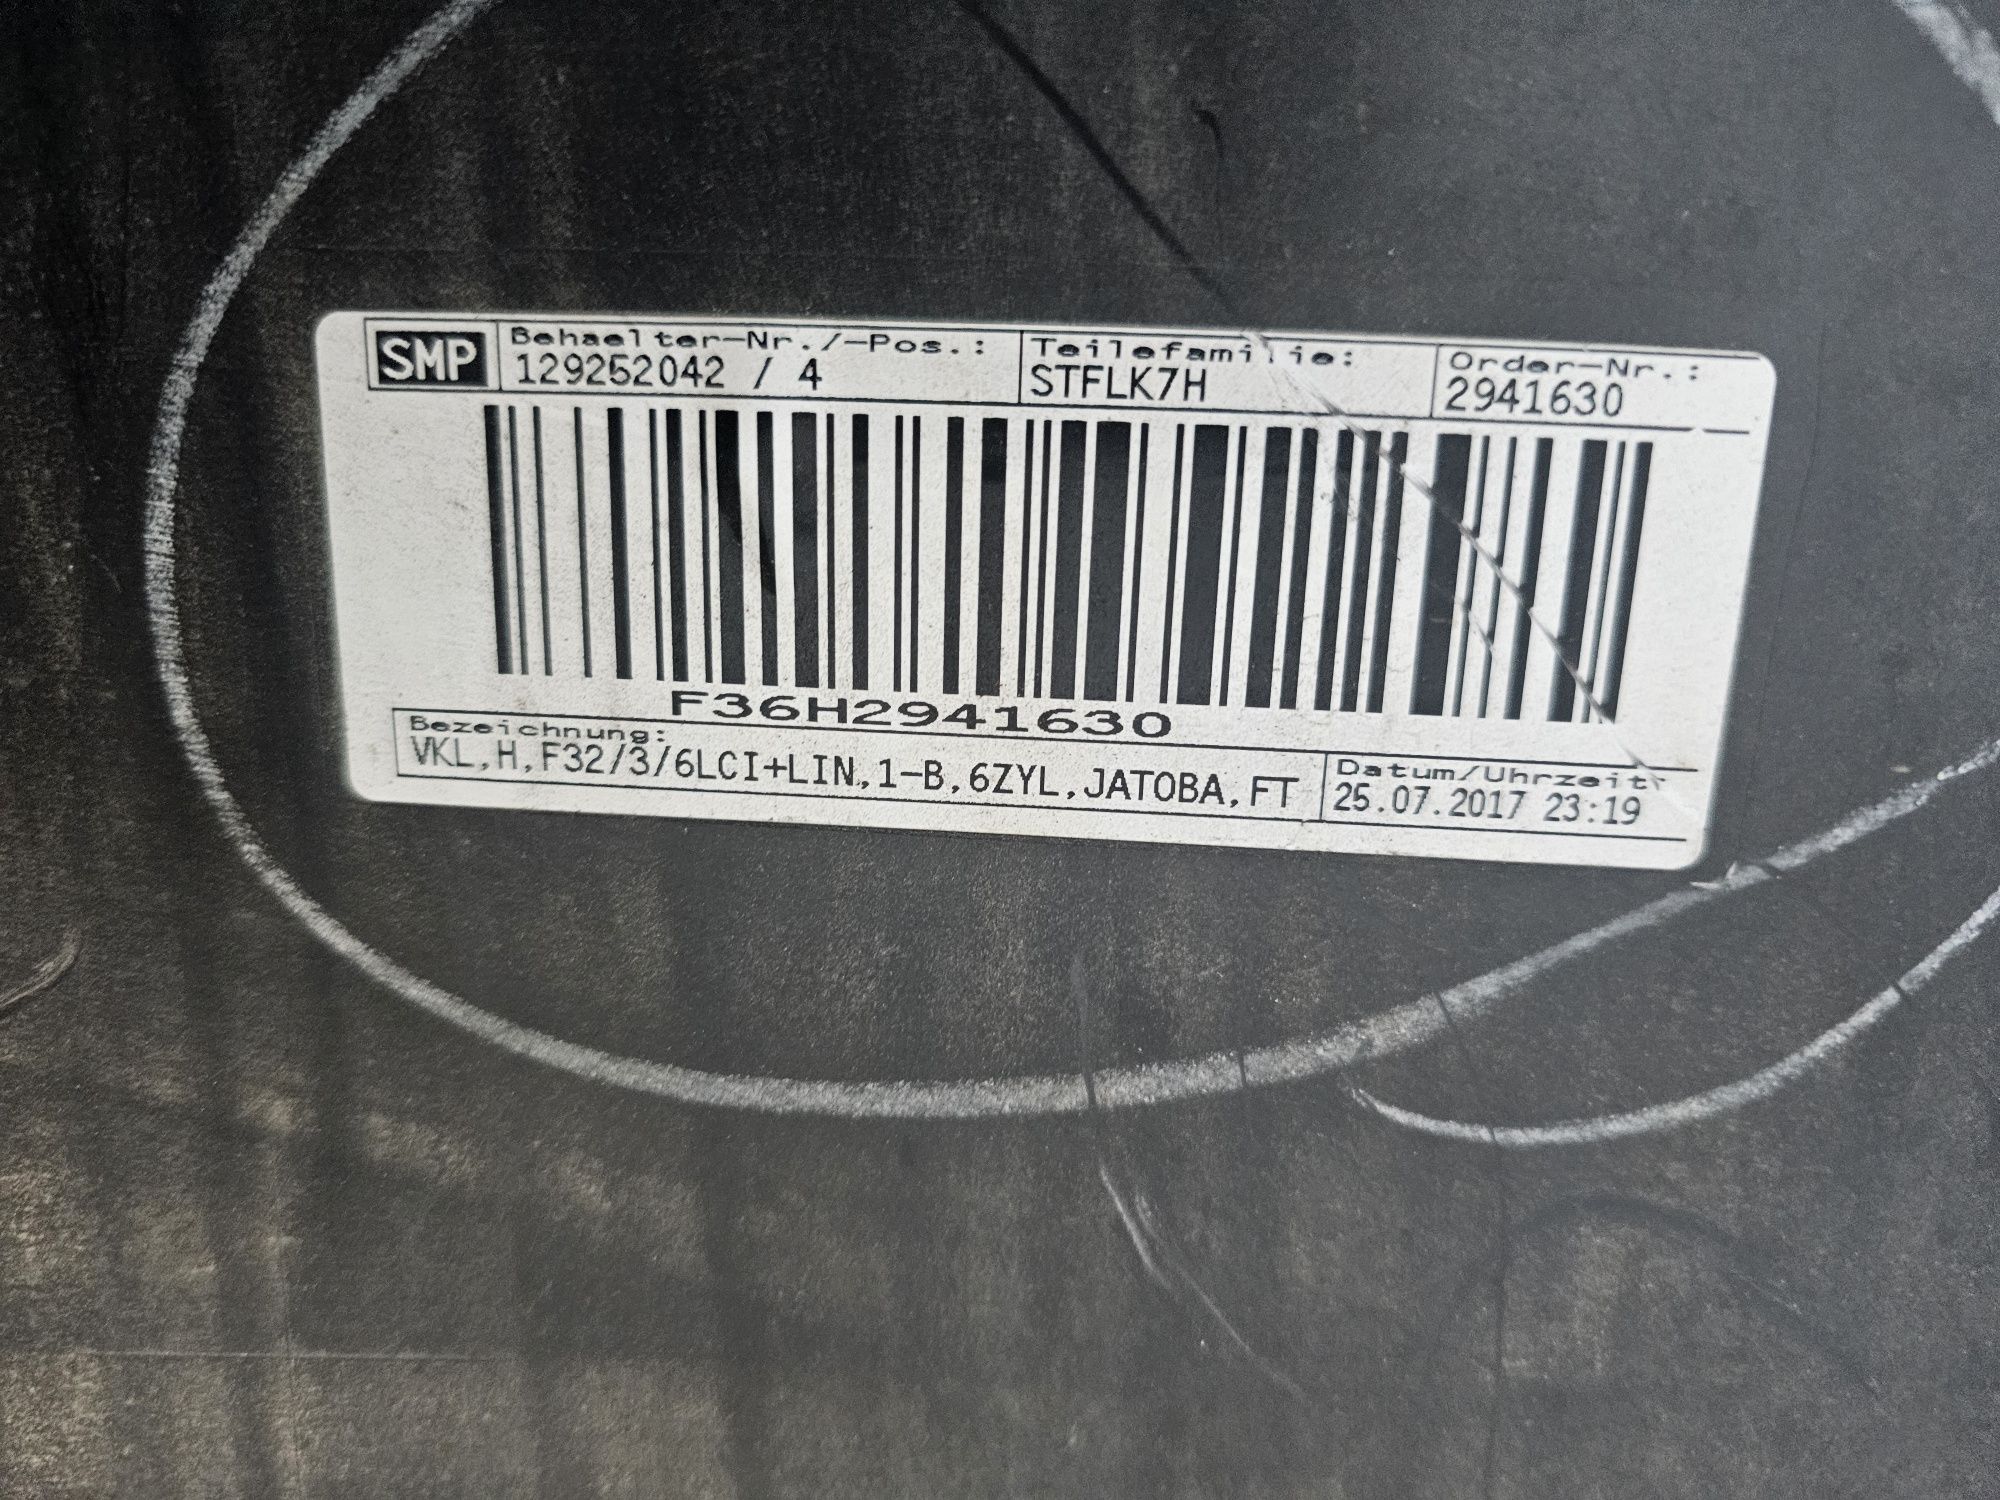 SMP
Behaelter-Nr./-Pos.: Teilefamilie: Order-Nr.:
129252042 / 4 STFLK7H 2941630
F36H2941630
Bezeichnung: Datum/Uhrzeit:
VKL,H,F32/3/6LCI+LIN,1-B,6ZYL,JATOBA,FT 25.07.2017 23:19